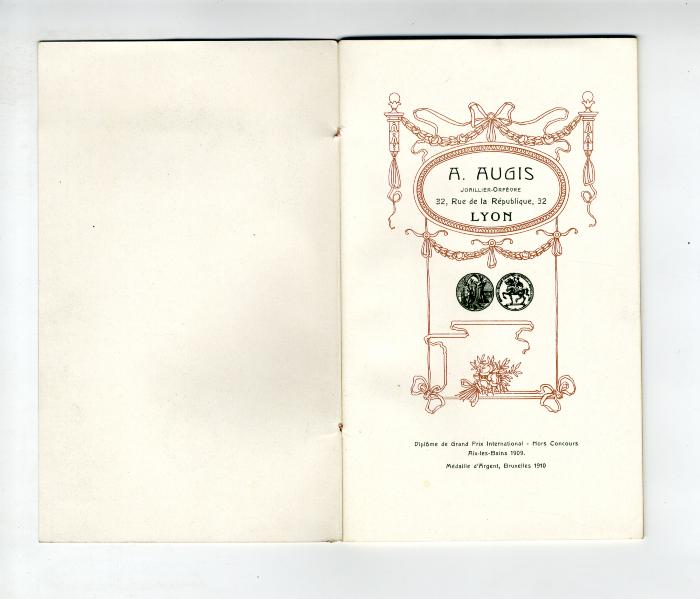 A. AUGIS
JOAILLIER-ORFÈVRE
32, Rue de la République, 32
LYON
Diplôme de Grand Prix International - Hors Concours
Aix-les-Bains 1909.
Médaille d'Argent, Bruxelles 1910